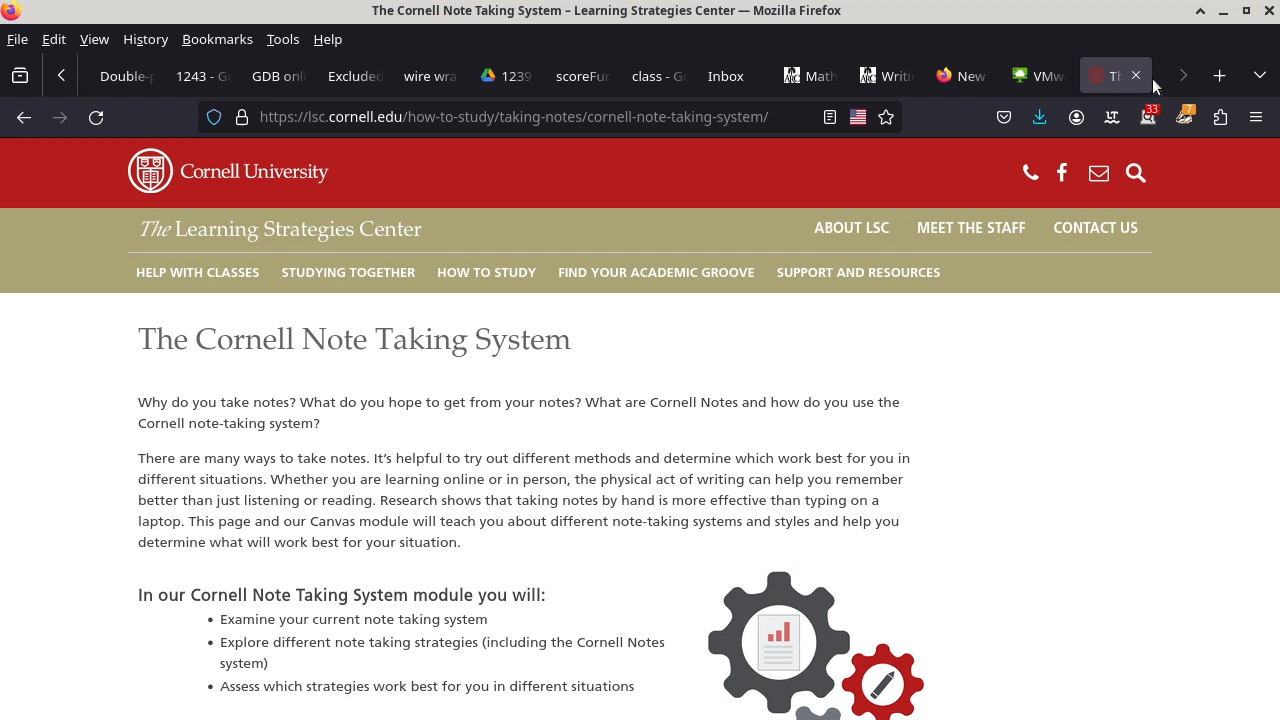 The Cornell Note Taking System – Learning Strategies Center — Mozilla Firefox
File Edit View History Bookmarks Tools Help
Double-p 1243 - G GDB onli Excluded wire wra 1239 scoreFun class - Go Inbox Math Writi New VMwa Th
https://lsc.cornell.edu/how-to-study/taking-notes/cornell-note-taking-system/ 33 7
Cornell University
The Learning Strategies Center ABOUT LSC MEET THE STAFF CONTACT US
HELP WITH CLASSES STUDYING TOGETHER HOW TO STUDY FIND YOUR ACADEMIC GROOVE SUPPORT AND RESOURCES
The Cornell Note Taking System
Why do you take notes? What do you hope to get from your notes? What are Cornell Notes and how do you use the
Cornell note-taking system?
There are many ways to take notes. It’s helpful to try out different methods and determine which work best for you in
different situations. Whether you are learning online or in person, the physical act of writing can help you remember
better than just listening or reading. Research shows that taking notes by hand is more effective than typing on a
laptop. This page and our Canvas module will teach you about different note-taking systems and styles and help you
determine what will work best for your situation.
In our Cornell Note Taking System module you will:
• Examine your current note taking system
• Explore different note taking strategies (including the Cornell Notes
system)
• Assess which strategies work best for you in different situations